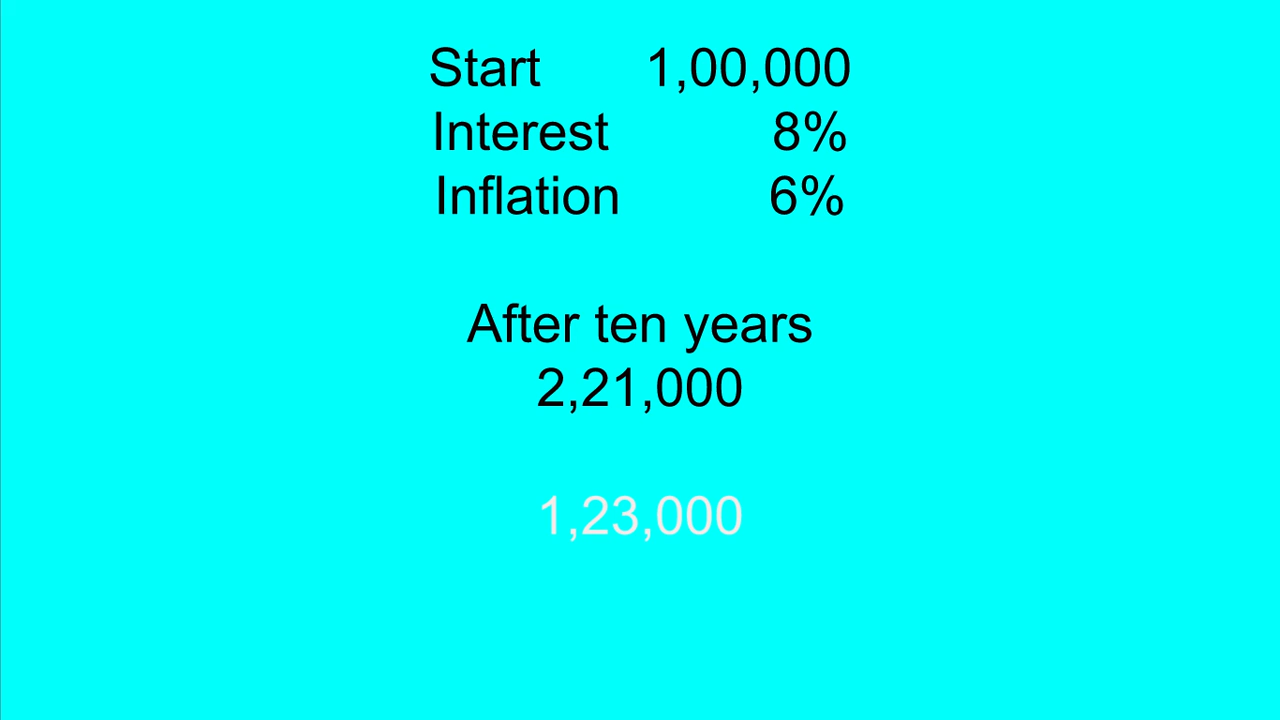 Start 1,00,000
Interest 8%
Inflation 6%
After ten years
2,21,000
1,23,000